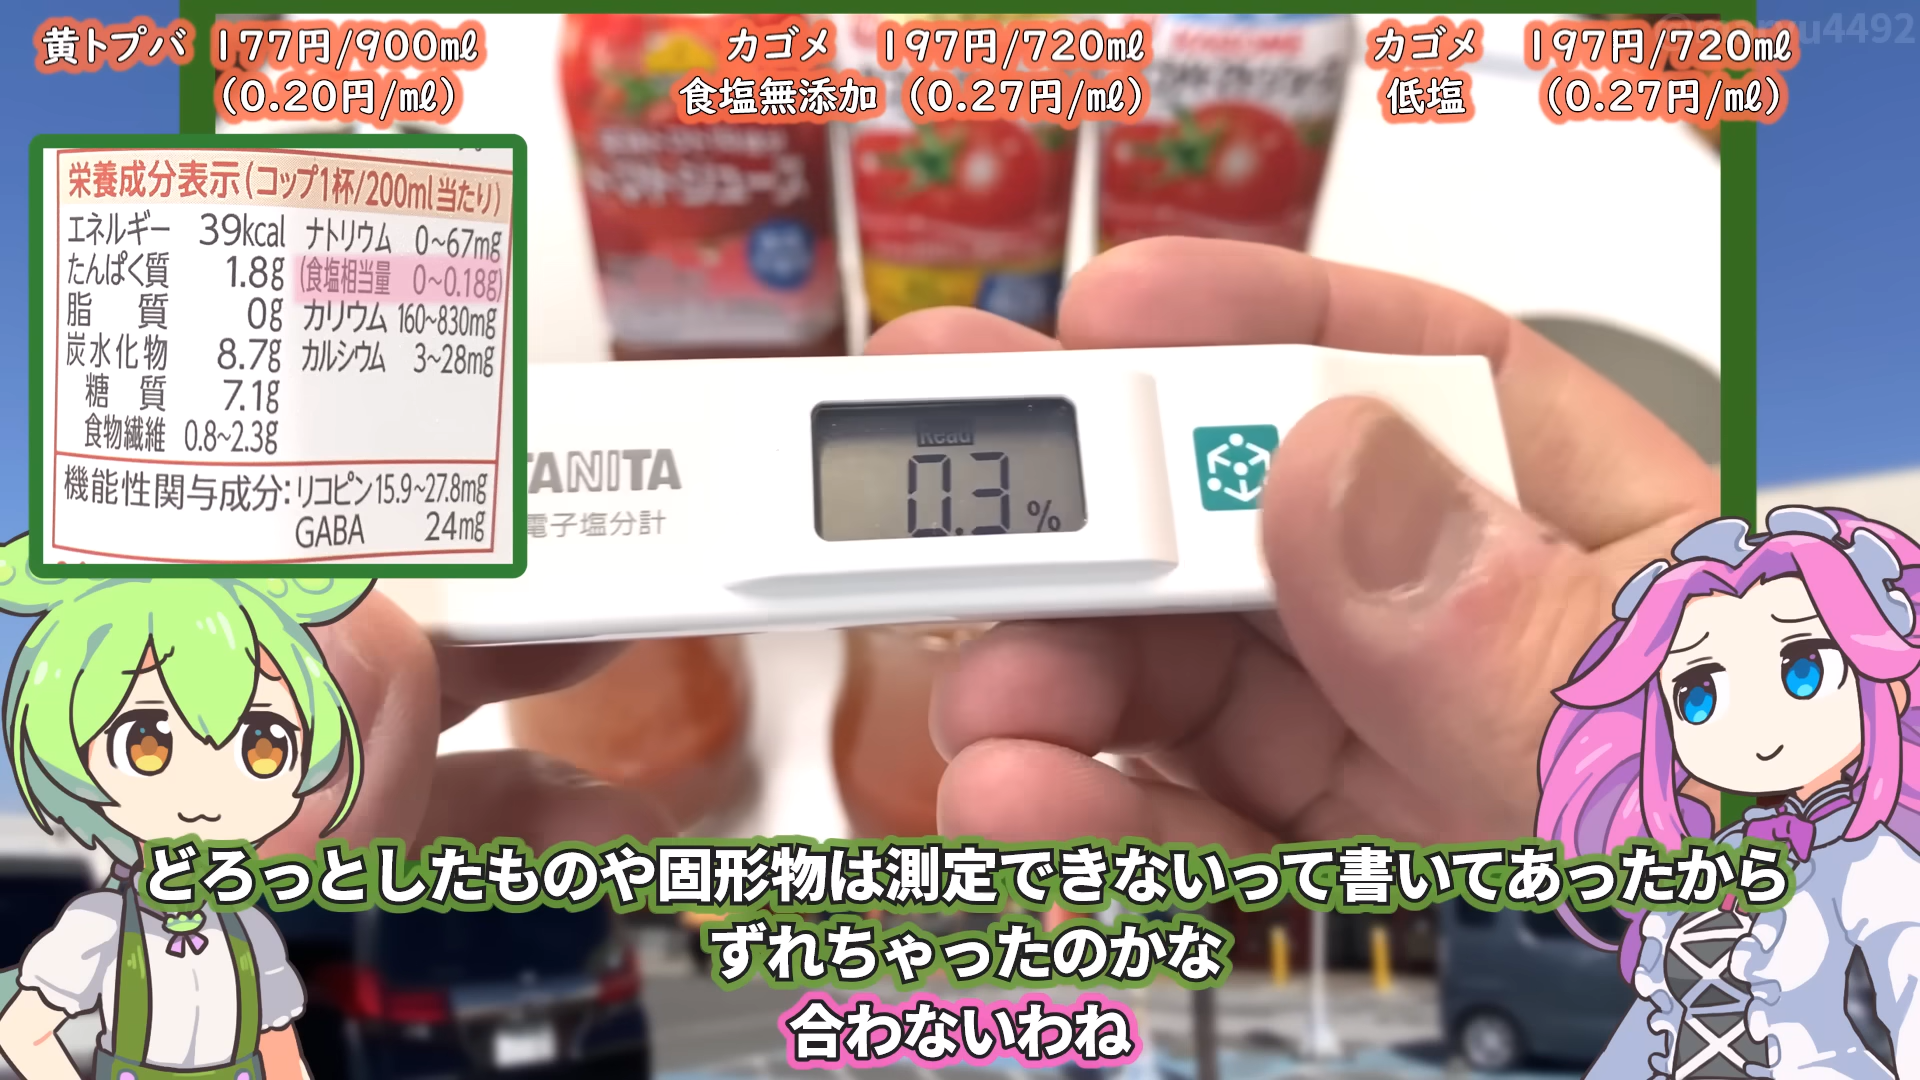 黄トプバ 177円/900㎖
(0.20円/㎖)
カゴメ 197円/720㎖
食塩無添加 (0.27円/㎖)
カゴメ 197円/720㎖
低塩 (0.27円/㎖)
栄養成分表示(コップ1杯/200ml当たり)
エネルギー 39kcal
たんぱく質 1.8g
脂質 0g
炭水化物 8.7g
糖質 7.1g
食物繊維 0.8~2.3g
ナトリウム 0~67mg
(食塩相当量 0~0.18g)
カリウム 160~830mg
カルシウム 3~28mg
機能性関与成分:リコピン15.9~27.8mg
GABA 24mg
トマトジュース
TANITA
電子塩分計
Read
0.3%
どろっとしたものや固形物は測定できないって書いてあったから
ずれちゃったのかな
合わないわね